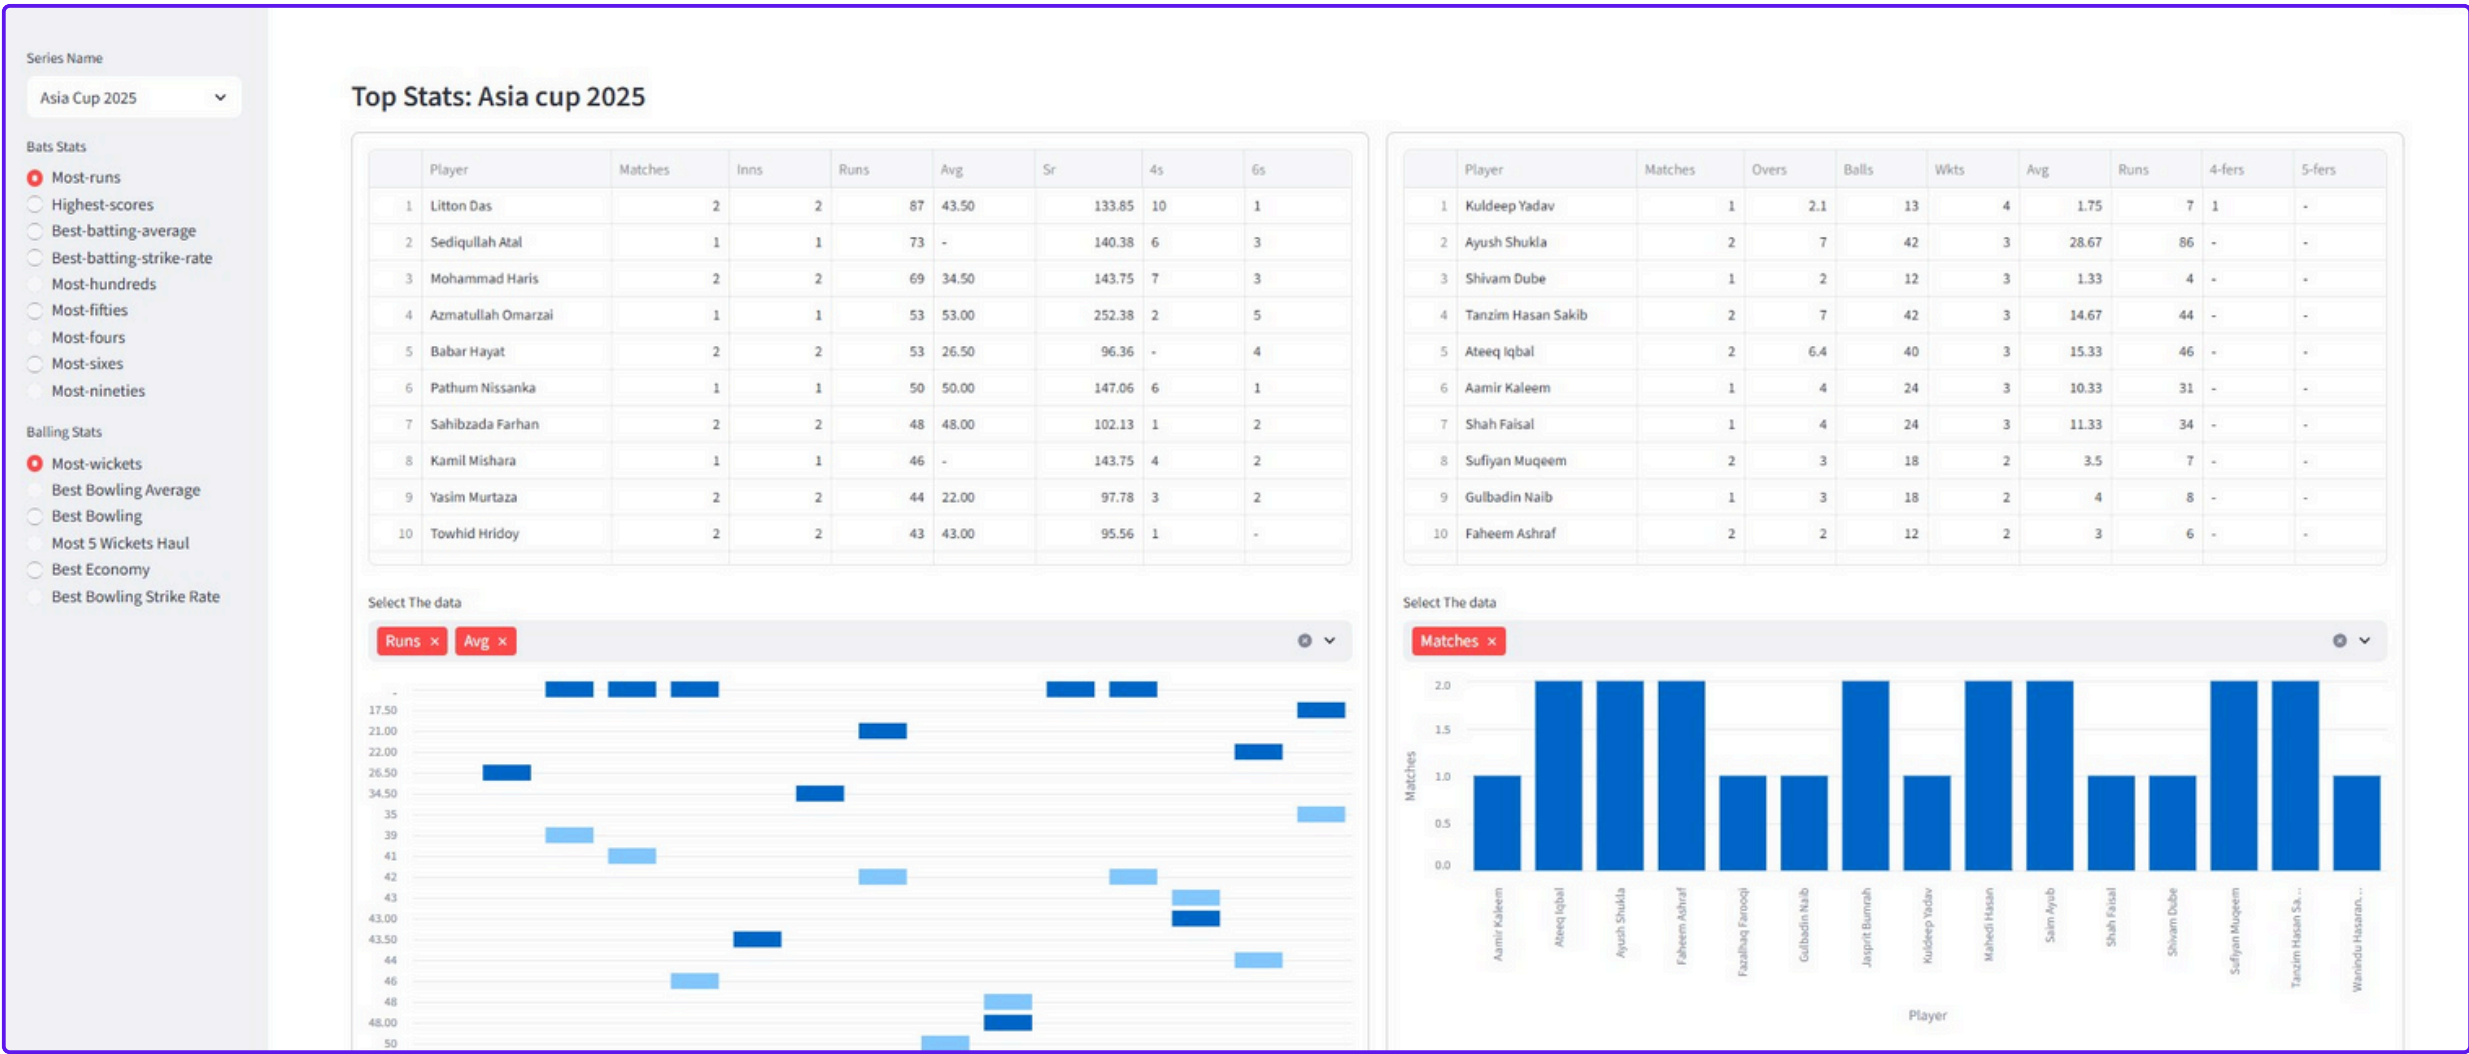 Series Name
Asia Cup 2025
Bats Stats
Most-runs
Highest-scores
Best-batting-average
Best-batting-strike-rate
Most-hundreds
Most-fifties
Most-fours
Most-sixes
Most-nineties
Balling Stats
Most-wickets
Best Bowling Average
Best Bowling
Most 5 Wickets Haul
Best Economy
Best Bowling Strike Rate
Top Stats: Asia cup 2025
Player Matches Inns Runs Avg Sr 4s 6s
1 Litton Das 2 2 87 43.50 133.85 10 1
2 Sediqullah Atal 1 1 73 - 140.38 6 3
3 Mohammad Haris 2 2 69 34.50 143.75 7 3
4 Azmatullah Omarzai 1 1 53 53.00 252.38 2 5
5 Babar Hayat 2 2 53 26.50 96.36 - 4
6 Pathum Nissanka 1 1 50 50.00 147.06 6 1
7 Sahibzada Farhan 2 2 48 48.00 102.13 1 2
8 Kamil Mishara 1 1 46 - 143.75 4 2
9 Yasim Murtaza 2 2 44 22.00 97.78 3 2
10 Towhid Hridoy 2 2 43 43.00 95.56 1 -
Select The data
Runs × Avg ×
-
17.50
21.00
22.00
26.50
34.50
35
39
41
42
43
43.00
43.50
44
46
48
48.00
50
Player Matches Overs Balls Wkts Avg Runs 4-fers 5-fers
1 Kuldeep Yadav 1 2.1 13 4 1.75 7 1 -
2 Ayush Shukla 2 7 42 3 28.67 86 - -
3 Shivam Dube 1 2 12 3 1.33 4 - -
4 Tanzim Hasan Sakib 2 7 42 3 14.67 44 - -
5 Ateeq Iqbal 2 6.4 40 3 15.33 46 - -
6 Aamir Kaleem 1 4 24 3 10.33 31 - -
7 Shah Faisal 1 4 24 3 11.33 34 - -
8 Sufiyan Muqeem 2 3 18 2 3.5 7 - -
9 Gulbadin Naib 1 3 18 2 4 8 - -
10 Faheem Ashraf 2 2 12 2 3 6 - -
Select The data
Matches ×
Matches
2.0
1.5
1.0
0.5
0.0
Aamir Kaleem
Ateeq Iqbal
Ayush Shukla
Faheem Ashraf
Fazalhaq Farooqi
Gulbadin Naib
Jasprit Bumrah
Kuldeep Yadav
Mahedi Hasan
Saim Ayub
Shah Faisal
Shivam Dube
Sufiyan Muqeem
Tanzim Hasan Sa...
Wanindu Hasaran...
Player